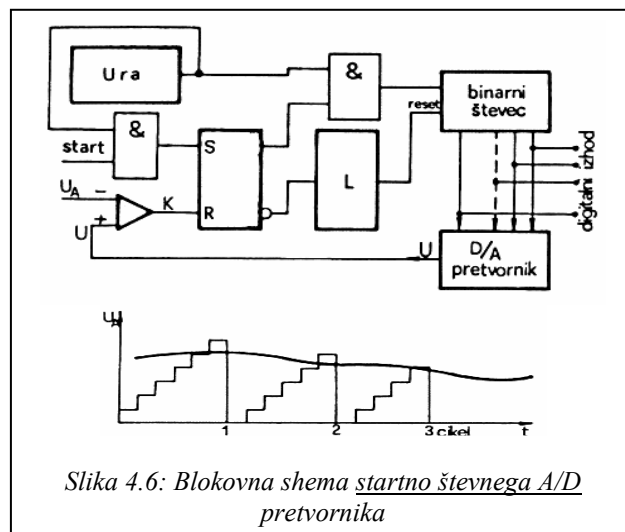 Ura
&
&
start
S
R
L
reset
binarni
števec
digitalni izhod
U_A
−
+
U
K
U
D/A
pretvornik
U_A
1
2
3 cikel
t
Slika 4.6: Blokovna shema startno števnega A/D
pretvornika